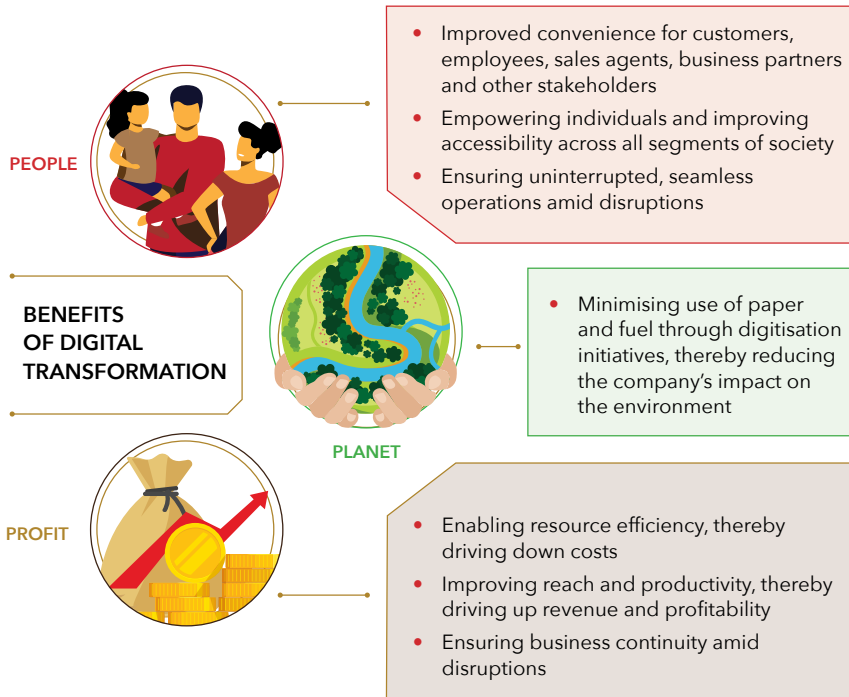 PEOPLE
• Improved convenience for customers,
employees, sales agents, business partners
and other stakeholders
• Empowering individuals and improving
accessibility across all segments of society
• Ensuring uninterrupted, seamless
operations amid disruptions
BENEFITS
OF DIGITAL
TRANSFORMATION
PLANET
• Minimising use of paper
and fuel through digitisation
initiatives, thereby reducing
the company’s impact on
the environment
PROFIT
• Enabling resource efficiency, thereby
driving down costs
• Improving reach and productivity, thereby
driving up revenue and profitability
• Ensuring business continuity amid
disruptions